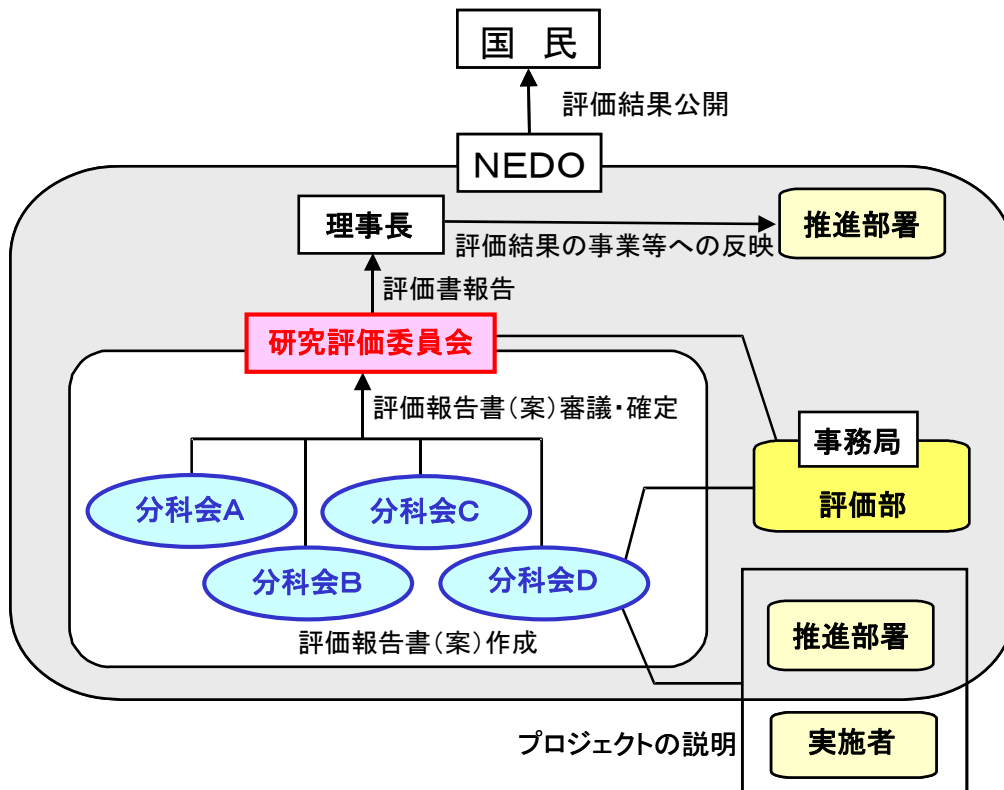 国 民
評価結果公開
NEDO
理事長
推進部署
評価結果の事業等への反映
評価書報告
研究評価委員会
評価報告書(案)審議・確定
事務局
評価部
分科会A
分科会C
分科会B
分科会D
評価報告書(案)作成
推進部署
プロジェクトの説明
実施者